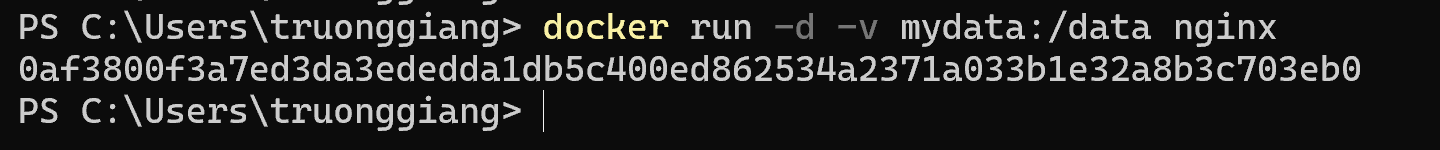 PS C:\Users\truonggiang> docker run -d -v mydata:/data nginx
0af3800f3a7ed3da3ededda1db5c400ed862534a2371a033b1e32a8b3c703eb0
PS C:\Users\truonggiang>